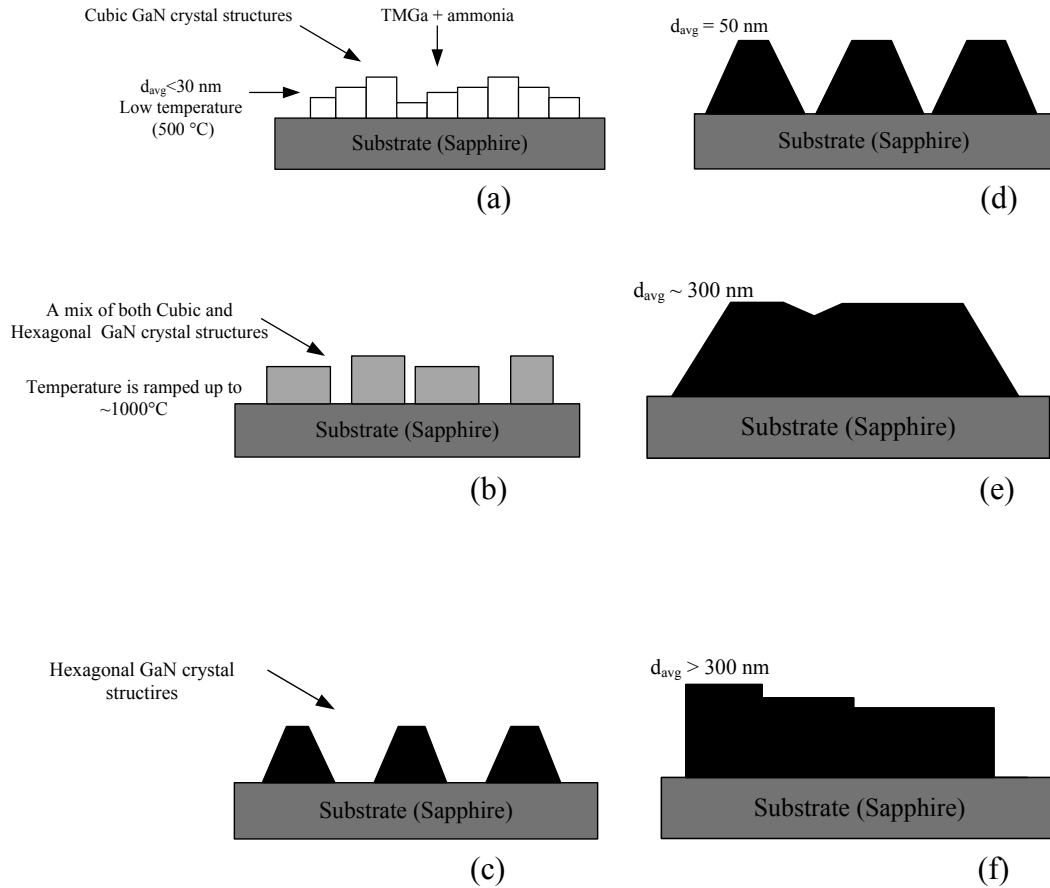 Cubic GaN crystal structures
TMGa + ammonia
d_avg<30 nm
Low temperature
(500 °C)
Substrate (Sapphire)
(a)
d_avg = 50 nm
Substrate (Sapphire)
(d)
A mix of both Cubic and
Hexagonal GaN crystal structures
Temperature is ramped up to
~1000°C
Substrate (Sapphire)
(b)
d_avg ~ 300 nm
Substrate (Sapphire)
(e)
Hexagonal GaN crystal
structires
Substrate (Sapphire)
(c)
d_avg > 300 nm
Substrate (Sapphire)
(f)